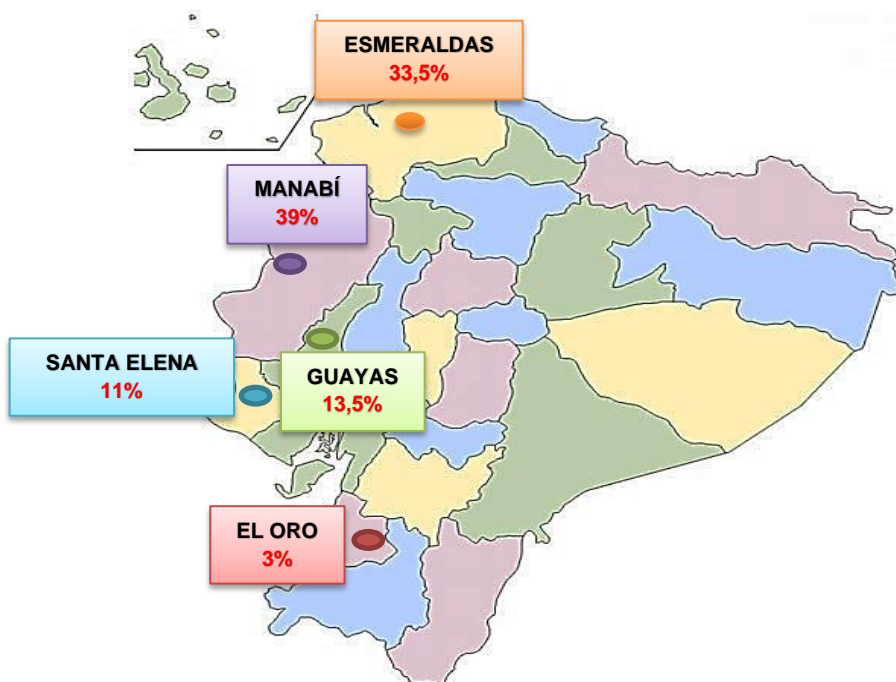 ESMERALDAS
33,5%
MANABÍ
39%
SANTA ELENA
11%
GUAYAS
13,5%
EL ORO
3%